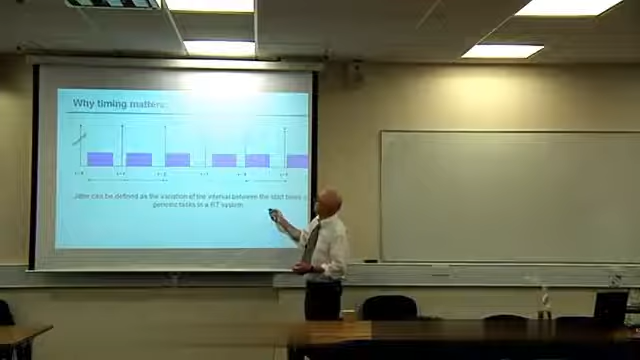 Why timing matters:
Jitter can be defined as the variation of the interval between the start times
periodic tasks in a RT system